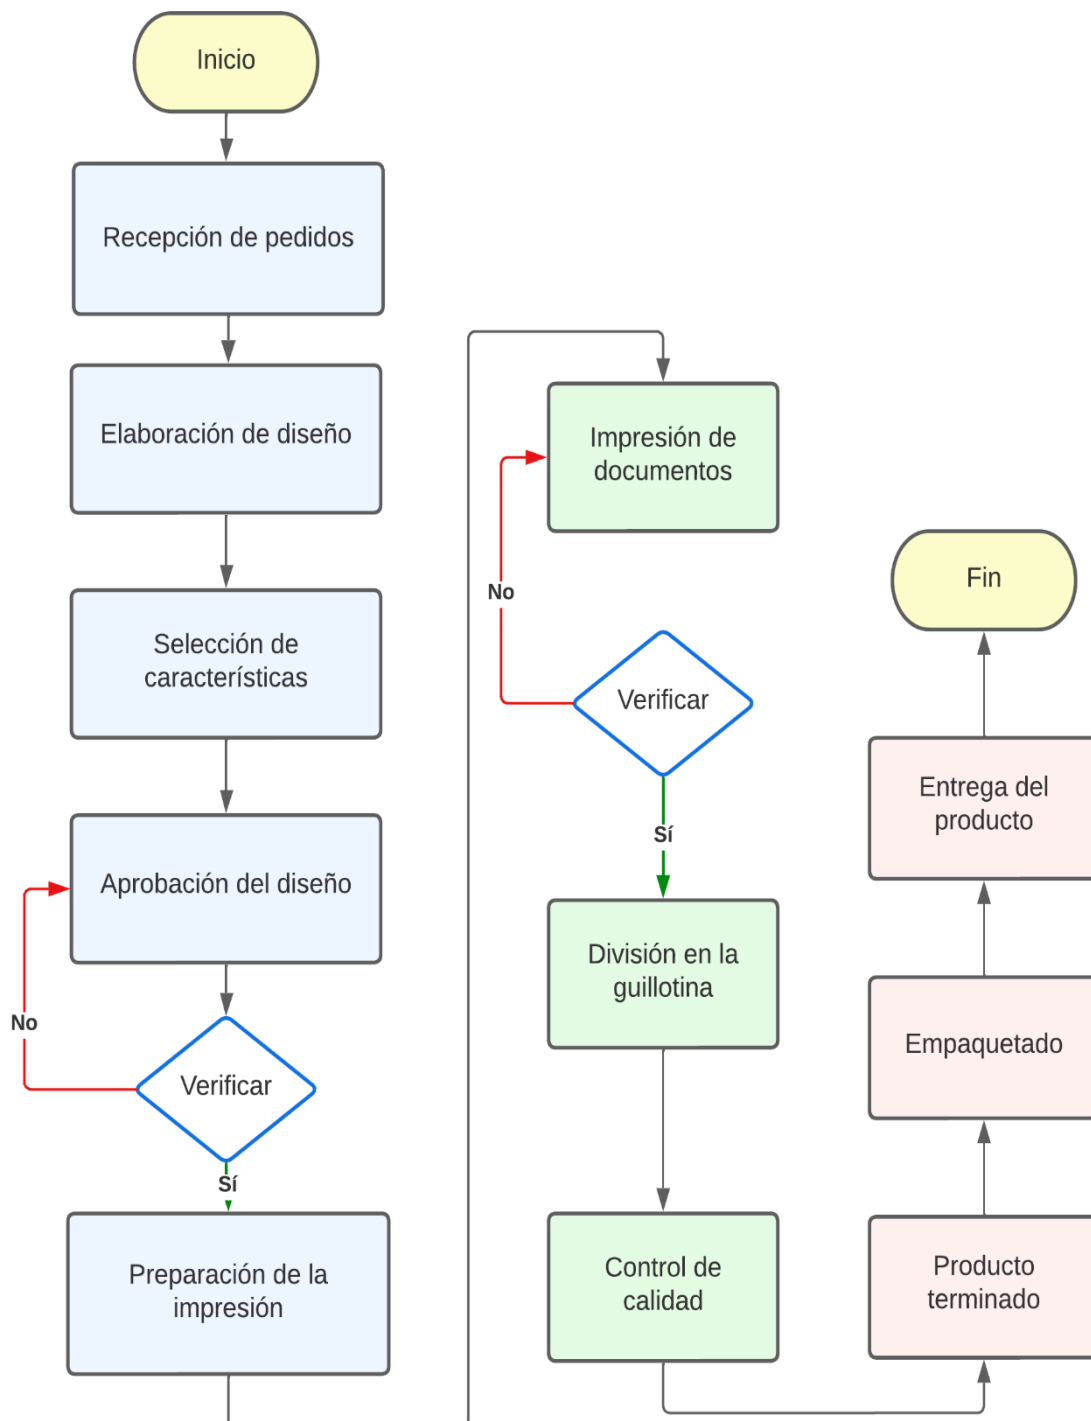 Inicio
Recepción de pedidos
Elaboración de diseño
Selección de
características
Aprobación del diseño
No
Verificar
Sí
Preparación de la
impresión
Impresión de
documentos
No
Verificar
Sí
División en la
guillotina
Control de
calidad
Fin
Entrega del
producto
Empaquetado
Producto
terminado